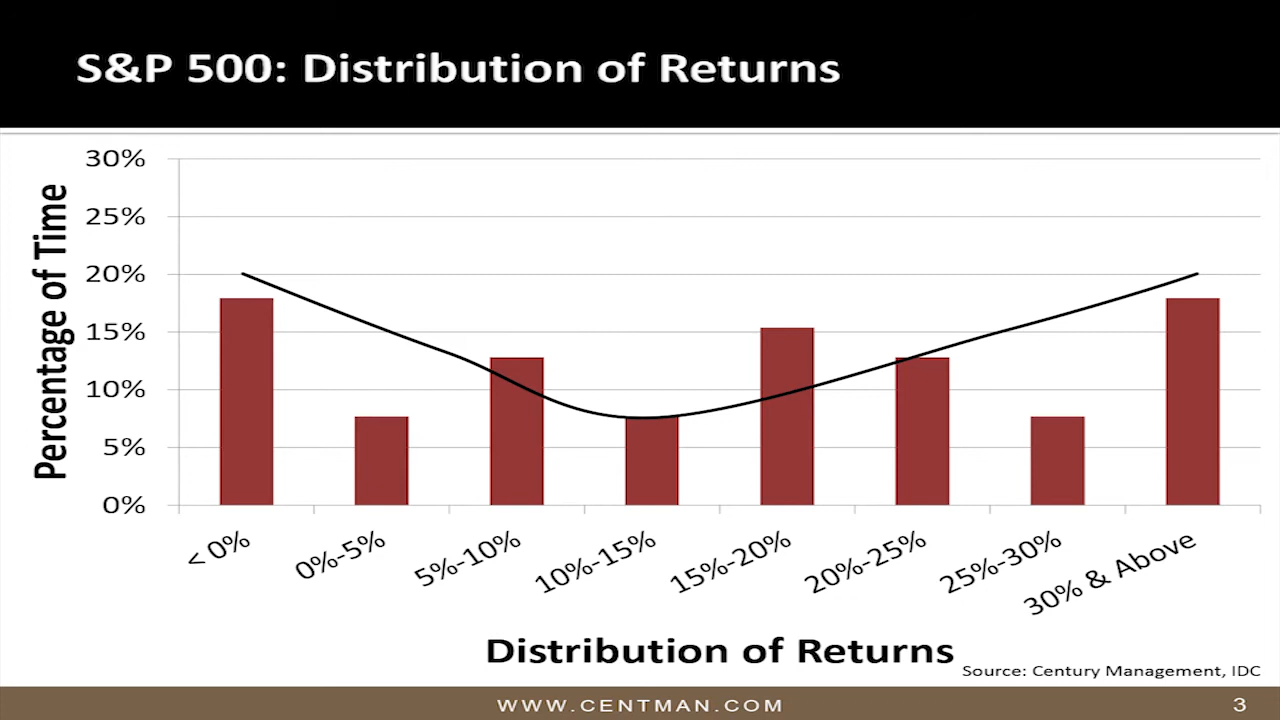 S&P 500: Distribution of Returns
Percentage of Time
30%
25%
20%
15%
10%
5%
0%
< 0%
0%-5%
5%-10%
10%-15%
15%-20%
20%-25%
25%-30%
30% & Above
Distribution of Returns
Source: Century Management, IDC
WWW.CENTMAN.COM
3